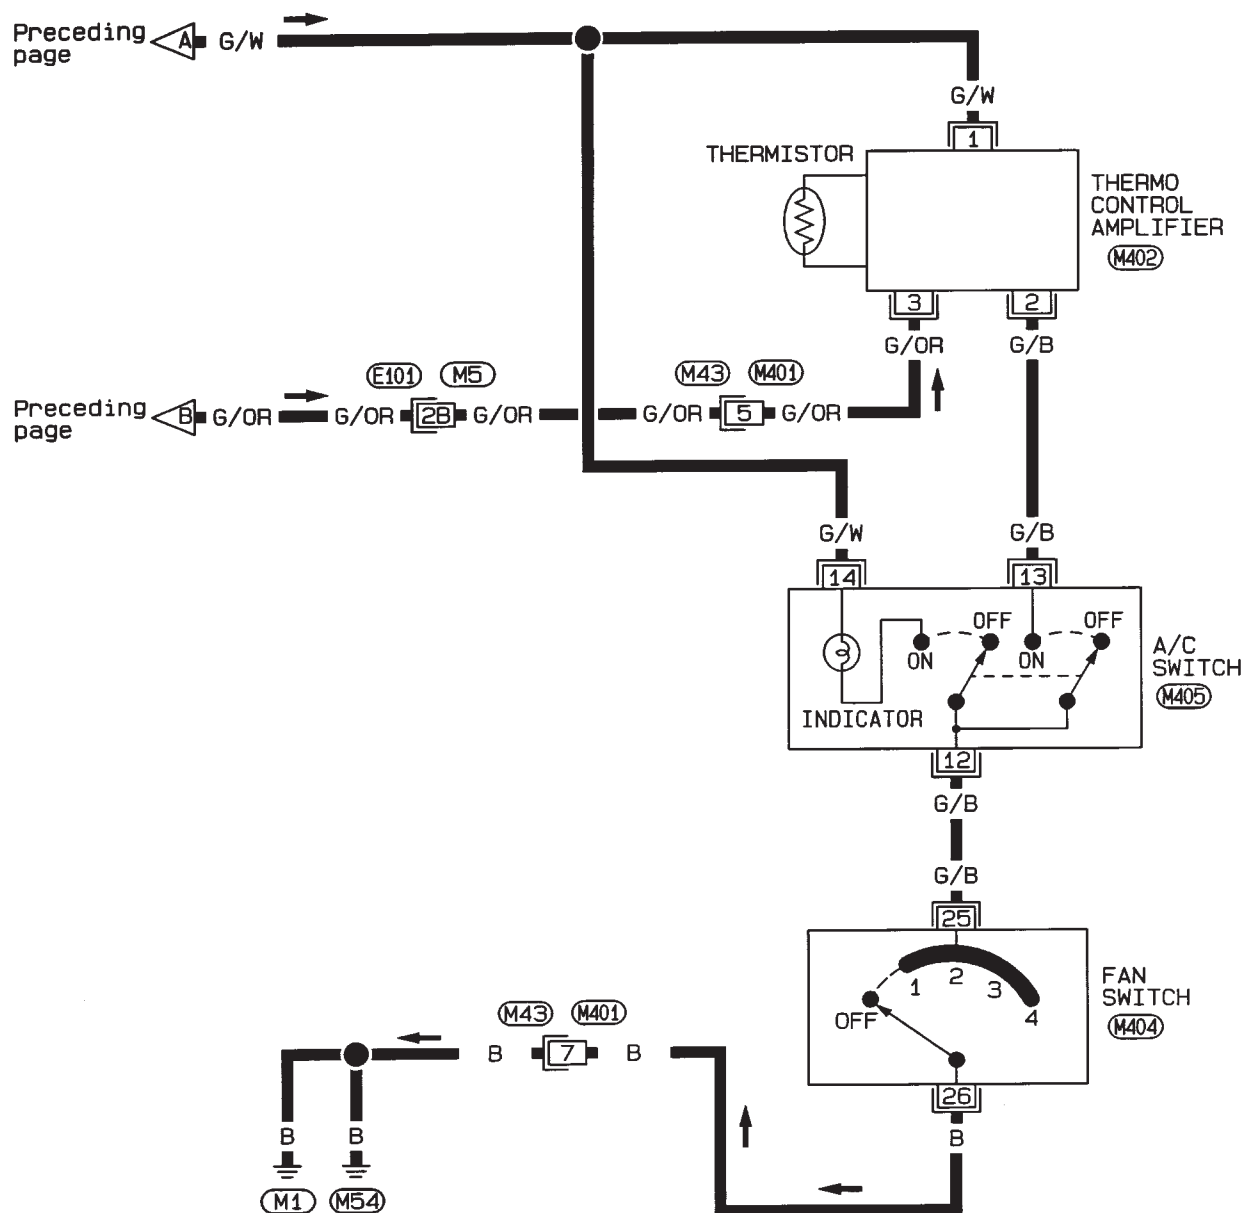 Preceding
page
A
G/W
G/W
1
THERMISTOR
THERMO
CONTROL
AMPLIFIER
M402
3
2
G/OR
G/B
Preceding
page
B
G/OR
G/OR
E101
M5
2B
G/OR
G/OR
M43
M401
5
G/OR
G/W
G/B
14
13
OFF
OFF
ON
ON
INDICATOR
A/C
SWITCH
M405
12
G/B
G/B
25
1
2
3
4
OFF
FAN
SWITCH
M404
26
B
M43
M401
B
7
B
B
B
M1
M54